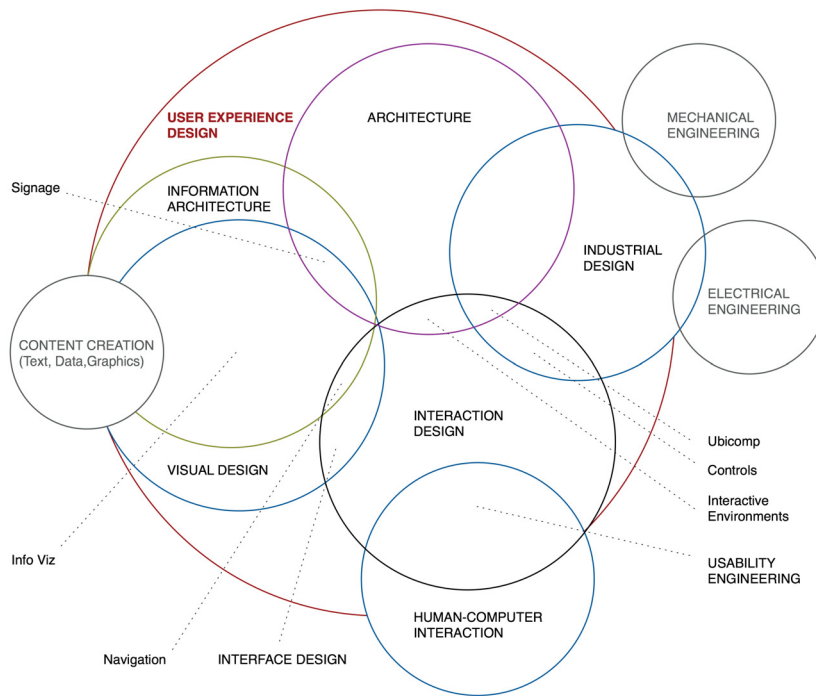 USER EXPERIENCE
DESIGN
ARCHITECTURE
MECHANICAL
ENGINEERING
Signage
INFORMATION
ARCHITECTURE
INDUSTRIAL
DESIGN
ELECTRICAL
ENGINEERING
CONTENT CREATION
(Text, Data,Graphics)
INTERACTION
DESIGN
VISUAL DESIGN
Ubicomp
Controls
Interactive
Environments
Info Viz
USABILITY
ENGINEERING
HUMAN-COMPUTER
INTERACTION
Navigation
INTERFACE DESIGN